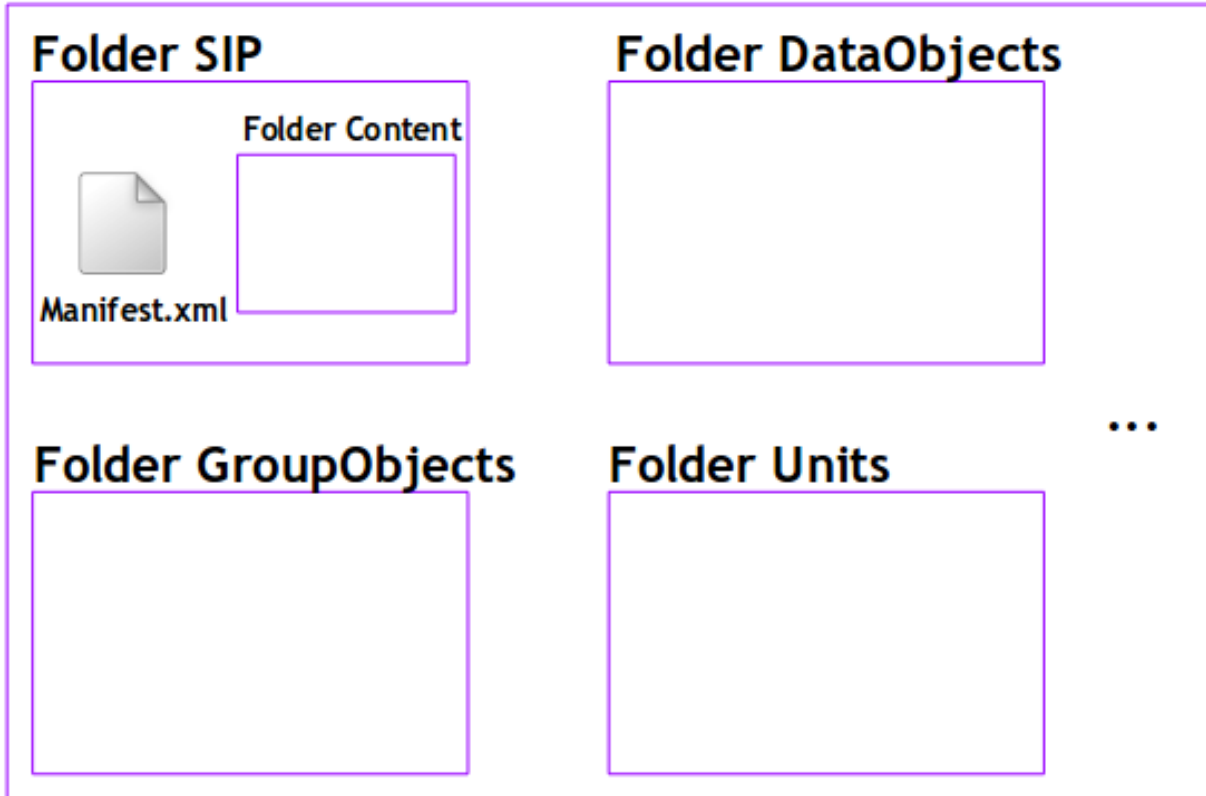 Folder SIP
Folder DataObjects
Folder Content
Manifest.xml
...
Folder GroupObjects
Folder Units